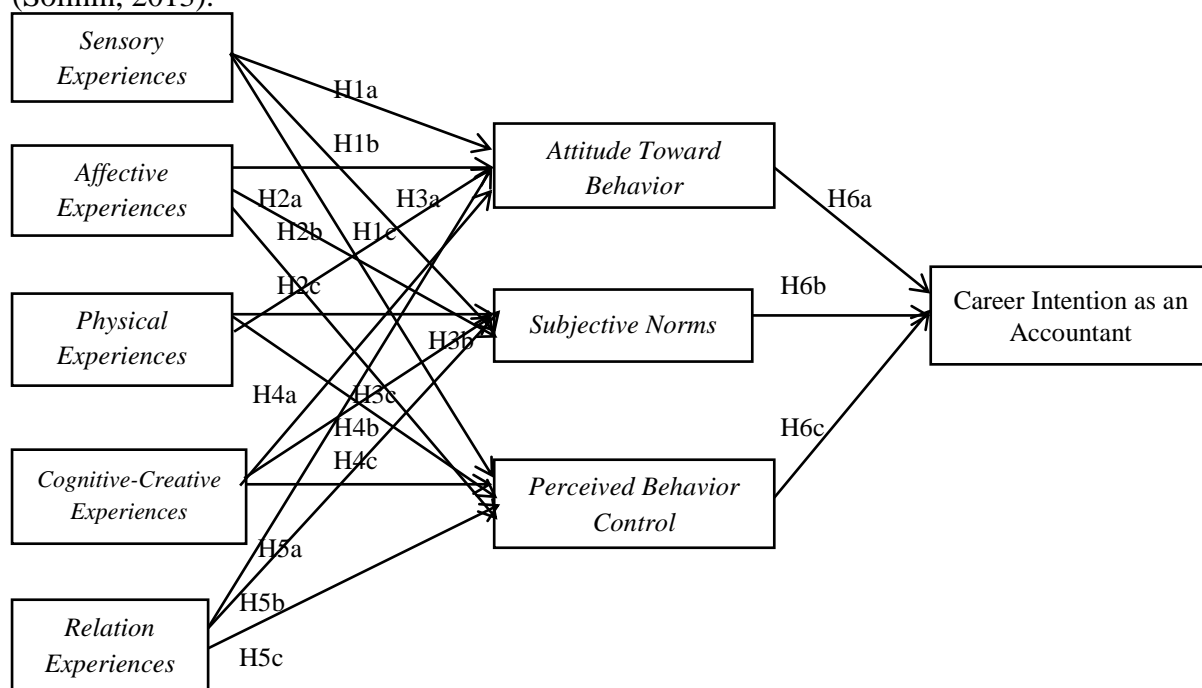 (Solihin, 2015).
Sensory
Experiences
H1a
H1b
Attitude Toward
Behavior
Affective
Experiences
H2a
H3a
H6a
H2b
H1c
H2c
Career Intention as an
Accountant
H6b
Physical
Experiences
Subjective Norms
H3b
H4a
H3c
H4b
H6c
H4c
Cognitive-Creative
Experiences
Perceived Behavior
Control
H5a
H5b
Relation
Experiences
H5c